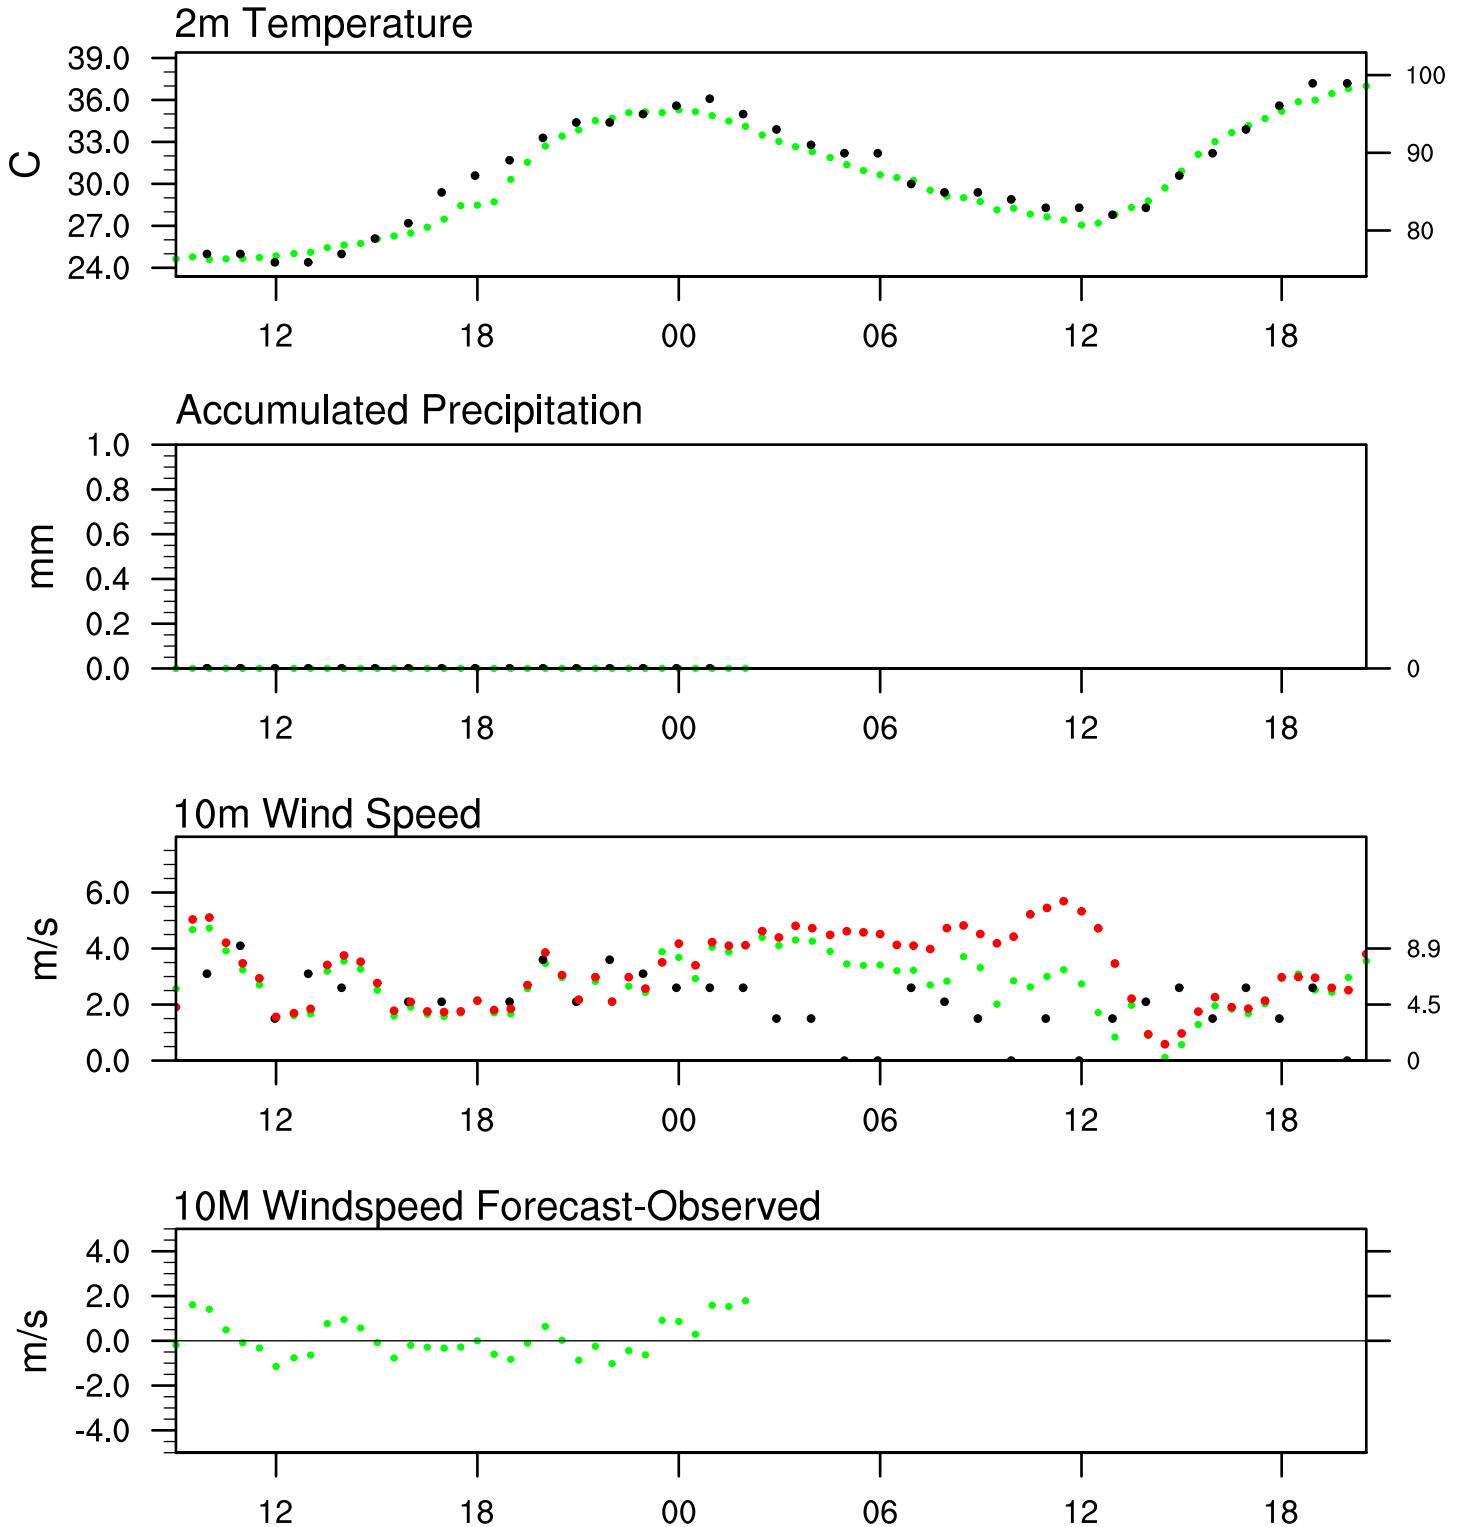 2m Temperature
39.0
36.0
33.0
30.0
27.0
24.0
C
100
90
80
12 18 00 06 12 18
Accumulated Precipitation
1.0
0.8
0.6
0.4
0.2
0.0
mm
0
12 18 00 06 12 18
10m Wind Speed
6.0
4.0
2.0
0.0
m/s
8.9
4.5
0
12 18 00 06 12 18
10M Windspeed Forecast-Observed
4.0
2.0
0.0
-2.0
-4.0
m/s
12 18 00 06 12 18